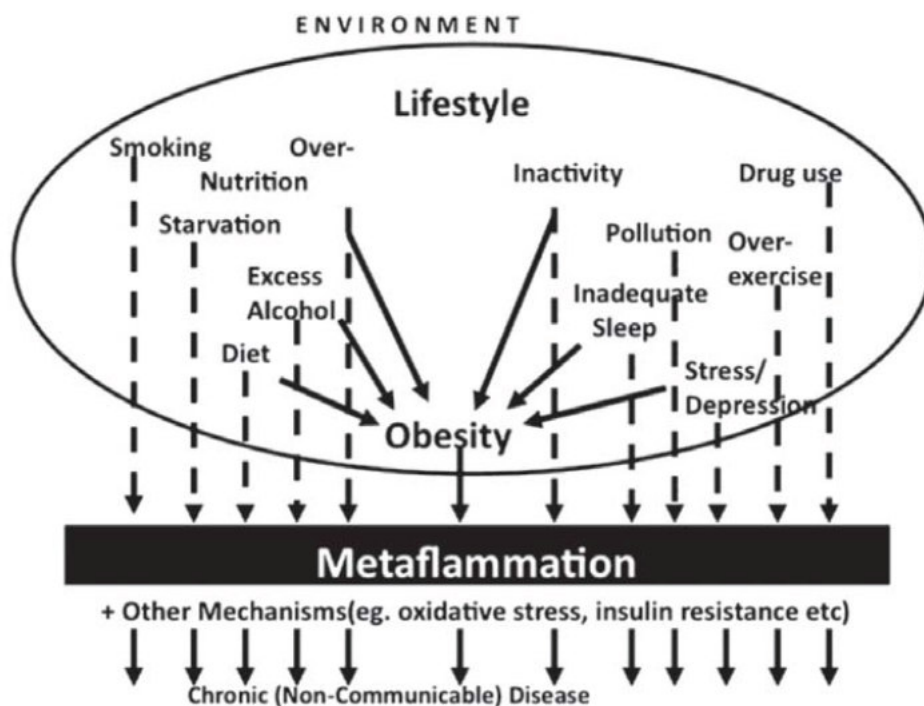 ENVIRONMENT
Lifestyle
Smoking
Over-
Nutrition
Inactivity
Drug use
Starvation
Pollution
Over-
exercise
Excess
Alcohol
Inadequate
Sleep
Diet
Stress/
Depression
Obesity
Metaflammation
+ Other Mechanisms(eg. oxidative stress, insulin resistance etc)
Chronic (Non-Communicable) Disease